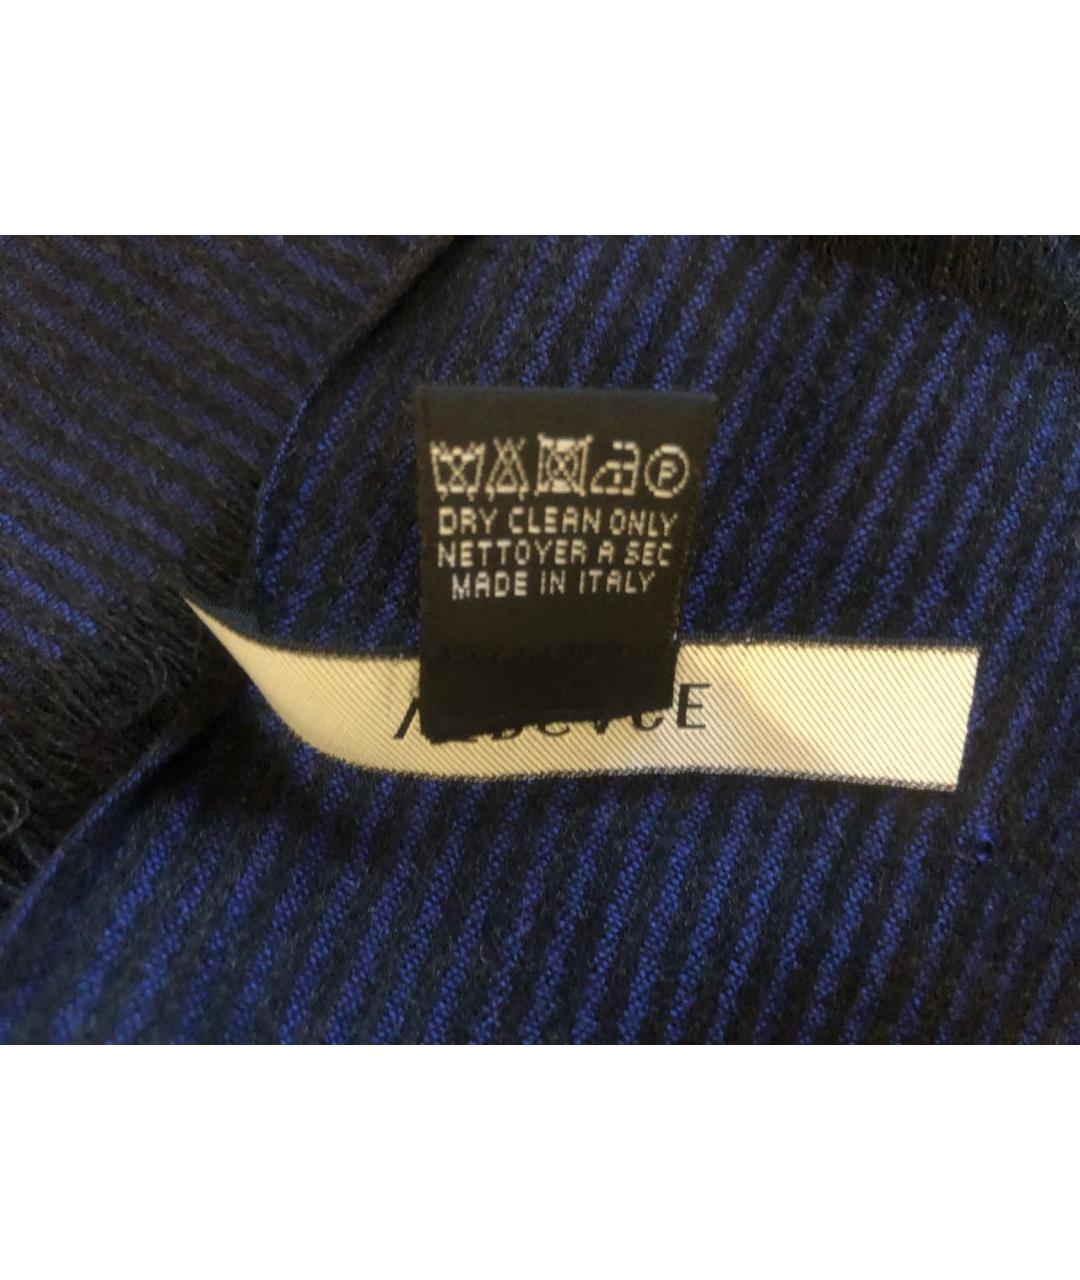 P
DRY CLEAN ONLY
NETTOYER A SEC
MADE IN ITALY